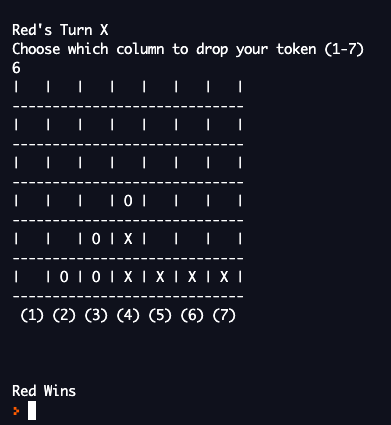 Red's Turn X
Choose which column to drop your token (1-7)
6
|   |   |   |   |   |   |   |
-----------------------------
|   |   |   |   |   |   |   |
-----------------------------
|   |   |   |   |   |   |   |
-----------------------------
|   |   |   | O |   |   |   |
-----------------------------
|   |   | O | X |   |   |   |
-----------------------------
|   | O | O | X | X | X | X |
-----------------------------
 (1) (2) (3) (4) (5) (6) (7)
Red Wins
>